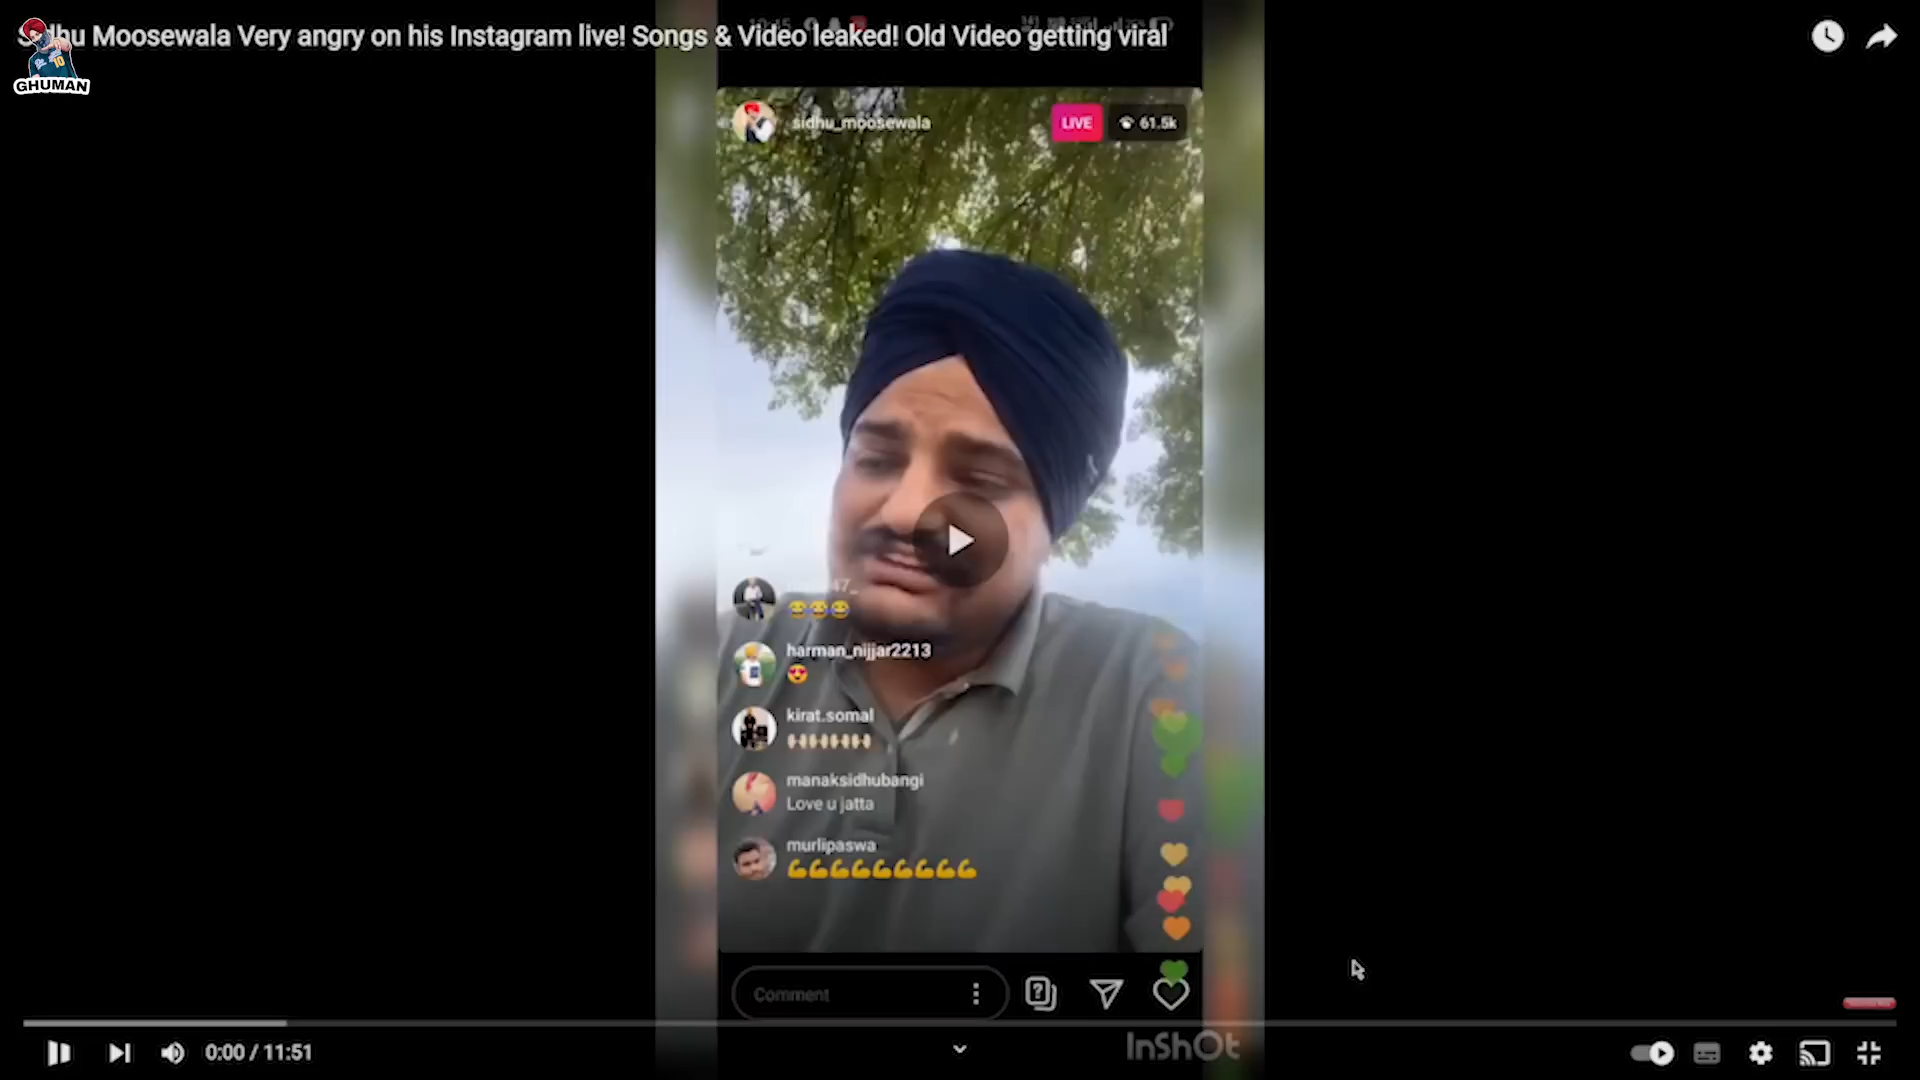 Sidhu Moosewala Very angry on his Instagram live! Songs & Video leaked! Old Video getting viral
GHUMAN
sidhu_moosewala
LIVE
61.5k
harman_nijjar2213
kirat.somal
manaksidhubangi
Love u jatta
murlipaswa
Comment
InShOt
0:00 / 11:51